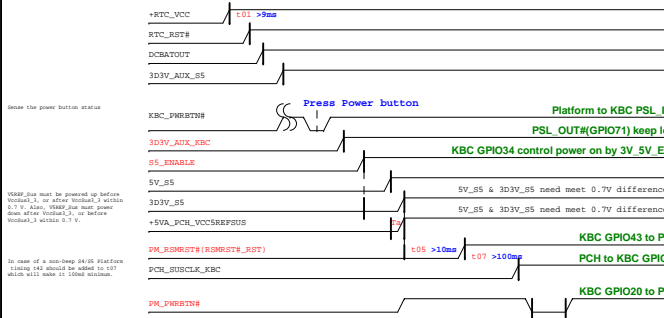 +RTC_VCC
t01 >9ms
RTC_RST#
DCBATOUT
3D3V_AUX_S5
Sense the power button status
Press Power button
KBC_PWRBTN#
Platform to KBC PSL_I
PSL_OUT#(GPIO71) keep l
3D3V_AUX_KBC
KBC GPIO34 control power on by 3V_5V_E
S5_ENABLE
5V_S5
5V_S5 & 3D3V_S5 need meet 0.7V difference
V5REF_Sus must be powered up before
VccSus3_3, or after VccSus3_3 within
0.7 V. Also, V5REF_Sus must power
down after VccSus3_3, or before
VccSus3_3 within 0.7 V.
3D3V_S5
5V_S5 & 3D3V_S5 need meet 0.7V difference
+5VA_PCH_VCC5REFSUS
Ta
KBC GPIO43 to P
PM_RSMRST#(RSMRST#_RST)
t05 >10ms
t07 >100ms
PCH to KBC GPIO
In case of a non-Deep S4/S5 Platform
timing t42 should be added to t07
which will make it 100mS minimum.
PCH_SUSCLK_KBC
KBC GPIO20 to P
PM_PWRBTN#